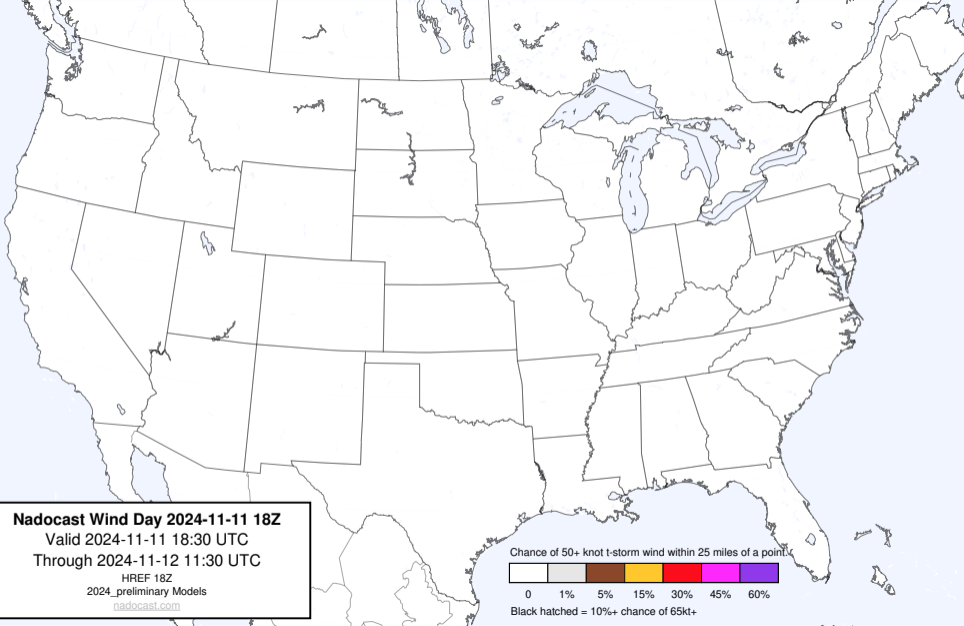 Nadocast Wind Day 2024-11-11 18Z
Valid 2024-11-11 18:30 UTC
Through 2024-11-12 11:30 UTC
HREF 18Z
2024_preliminary Models
nadocast.com
Chance of 50+ knot t-storm wind within 25 miles of a point.
0 1% 5% 15% 30% 45% 60%
Black hatched = 10%+ chance of 65kt+